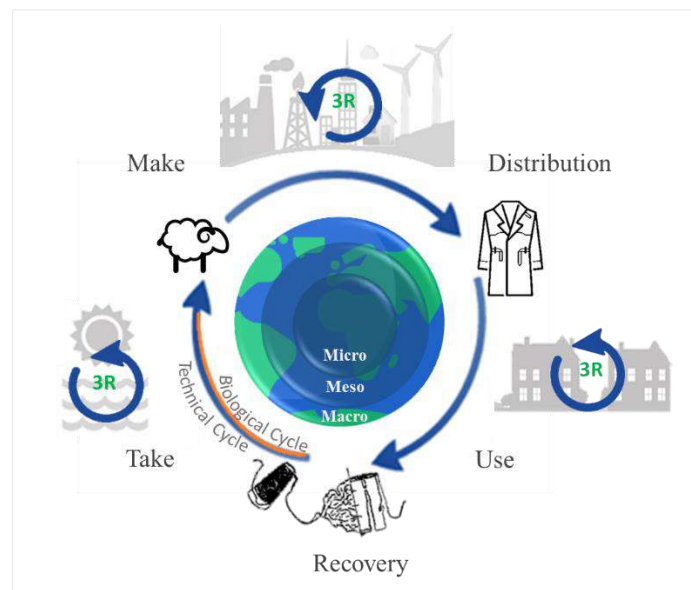 3R
Make
Distribution
Micro
Meso
Macro
3R
3R
Biological Cycle
Technical Cycle
Take
Use
Recovery